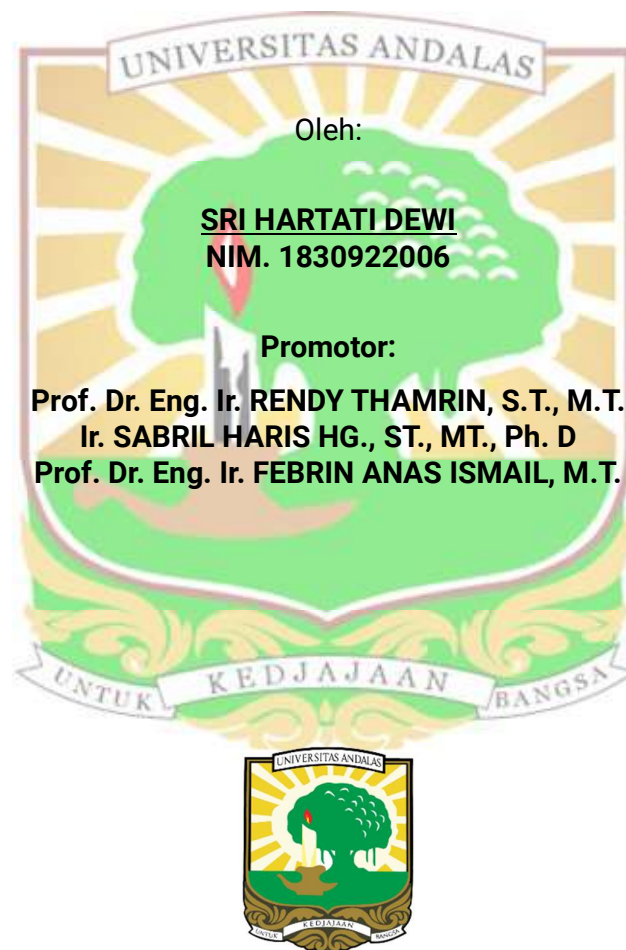 UNIVERSITAS ANDALAS
Oleh:
SRI HARTATI DEWI
NIM. 1830922006
Promotor:
Prof. Dr. Eng. Ir. RENDY THAMRIN, S.T., M.T.
Ir. SABRIL HARIS HG., ST., MT., Ph. D
Prof. Dr. Eng. Ir. FEBRIN ANAS ISMAIL, M.T.
UNTUK KEDJAJAAN BANGSA
UNIVERSITAS ANDALAS
UNTUK KEDJAJAAN BANGSA